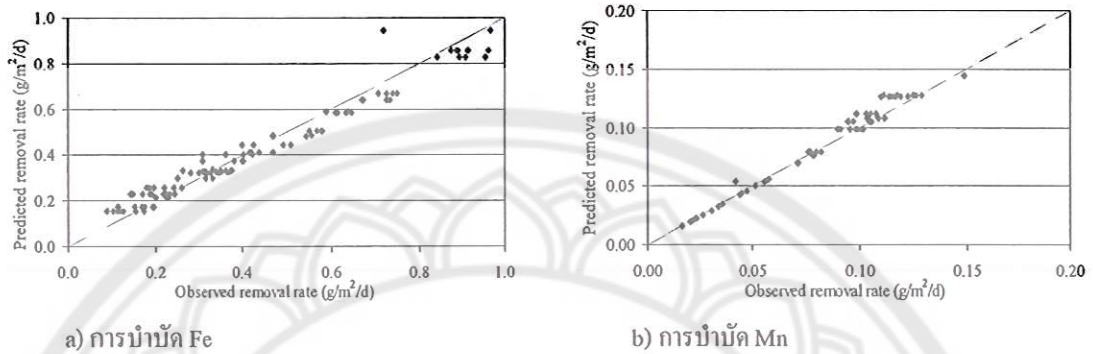 1.0
0.8
0.6
0.4
0.2
0.0
Predicted removal rate (g/m²/d)
0.0 0.2 0.4 0.6 0.8 1.0
Observed removal rate (g/m²/d)
a) การบำบัด Fe
0.20
0.15
0.10
0.05
0.00
Predicted removal rate (g/m²/d)
0.00 0.05 0.10 0.15 0.20
Observed removal rate (g/m²/d)
b) การบำบัด Mn